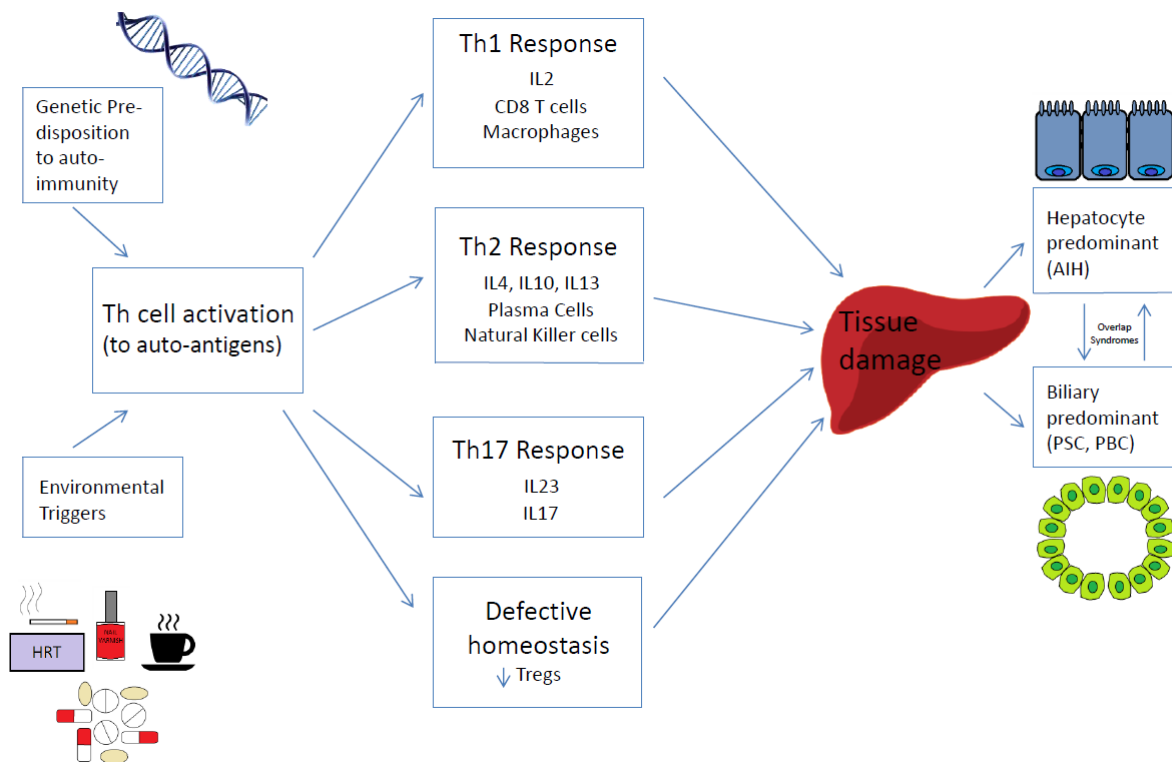 Genetic Pre-
disposition
to auto-
immunity
Th cell activation
(to auto-antigens)
Environmental
Triggers
HRT
NAIL
VARNISH
Th1 Response
IL2
CD8 T cells
Macrophages
Th2 Response
IL4, IL10, IL13
Plasma Cells
Natural Killer cells
Th17 Response
IL23
IL17
Defective
homeostasis
Tregs
Tissue
damage
Hepatocyte
predominant
(AIH)
Overlap
Syndromes
Biliary
predominant
(PSC, PBC)